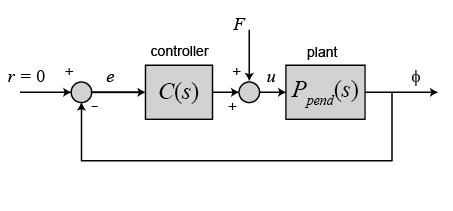 F
controller
plant
r = 0
+
e
C(s)
+
u
P_pend(s)
ϕ
−
+